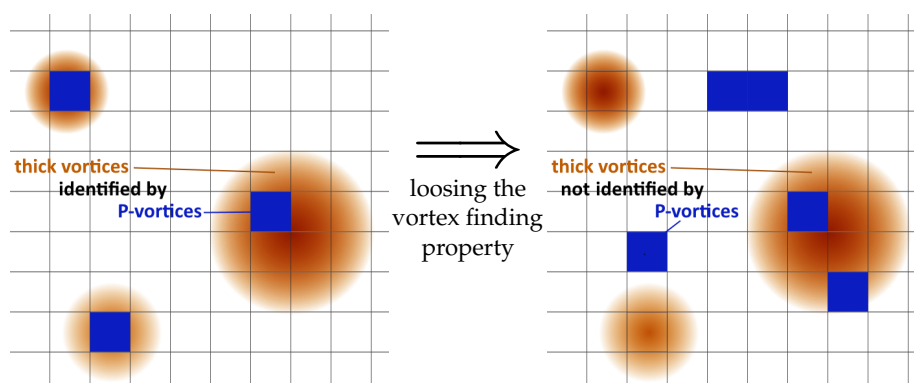 thick vortices
identified by
P-vortices
loosing the
vortex finding
property
thick vortices
not identified by
P-vortices